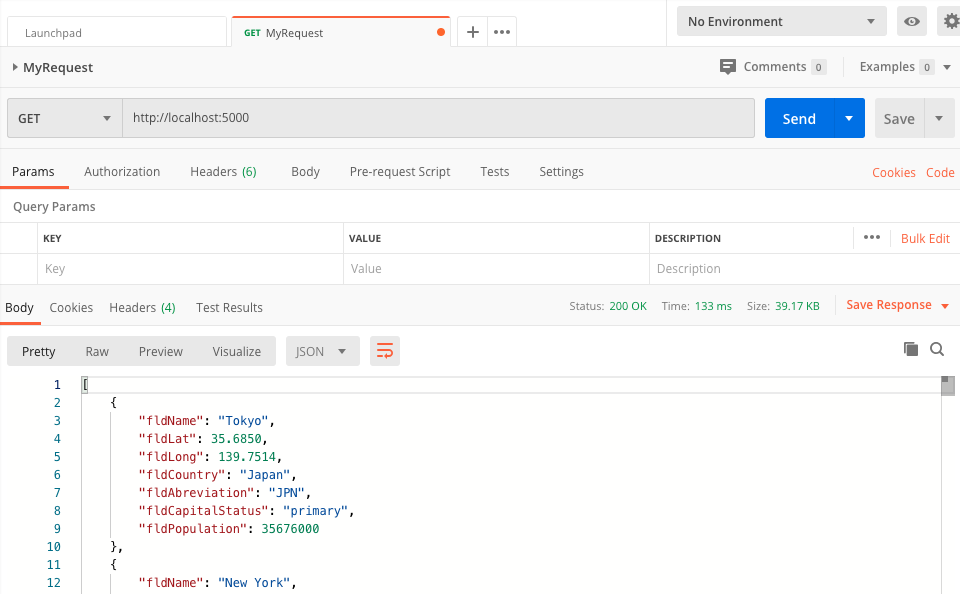 Launchpad
GET MyRequest
No Environment
MyRequest
Comments 0
Examples 0
GET
http://localhost:5000
Send
Save
Params
Authorization
Headers (6)
Body
Pre-request Script
Tests
Settings
Cookies
Code
Query Params
KEY
VALUE
DESCRIPTION
Bulk Edit
Key
Value
Description
Body
Cookies
Headers (4)
Test Results
Status: 200 OK
Time: 133 ms
Size: 39.17 KB
Save Response
Pretty
Raw
Preview
Visualize
JSON
1 [
2 {
3 "fldName": "Tokyo",
4 "fldLat": 35.6850,
5 "fldLong": 139.7514,
6 "fldCountry": "Japan",
7 "fldAbreviation": "JPN",
8 "fldCapitalStatus": "primary",
9 "fldPopulation": 35676000
10 },
11 {
12 "fldName": "New York",